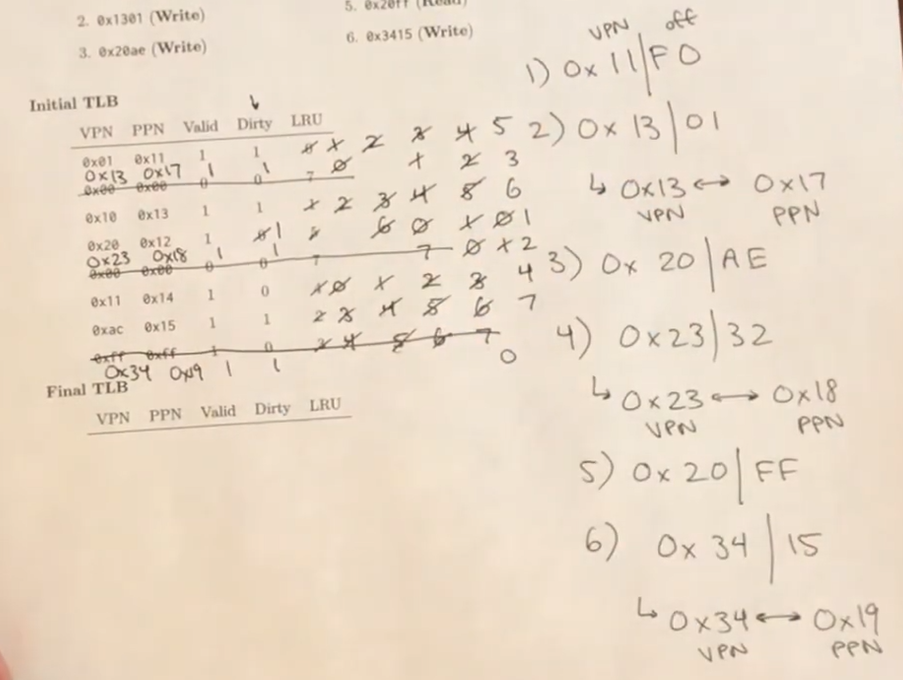 2. 0x1301 (Write)
5. 0x20ff (Read)
3. 0x20ae (Write)
6. 0x3415 (Write)
Initial TLB
VPN PPN Valid Dirty LRU
0x01 0x11 1 1 0 1 2 3 4 5
0x13 0x17 1 1 0 1 2 3
0x00 0x00 0 0 7
0x10 0x13 1 1 1 2 3 4 5 6
0x20 0x12 1 0 1 5 6 0 1 0 1
0x23 0x18 1 1 7 0 1 2
0x00 0x00 0 0 7
0x11 0x14 1 0 1 0 1 2 3 4
0xac 0x15 1 1 2 3 4 5 6 7
0xff 0xff 1 0 3 4 5 6 7 0
0x34 0x19 1 1
Final TLB
VPN PPN Valid Dirty LRU
VPN off
1) 0x 11|F0
2) 0x 13|01
↳ 0x13 ↔ 0x17
VPN PPN
3) 0x 20|AE
4) 0x23|32
↳ 0x23 ↔ 0x18
VPN PPN
5) 0x 20|FF
6) 0x 34|15
↳ 0x34 ↔ 0x19
VPN PPN